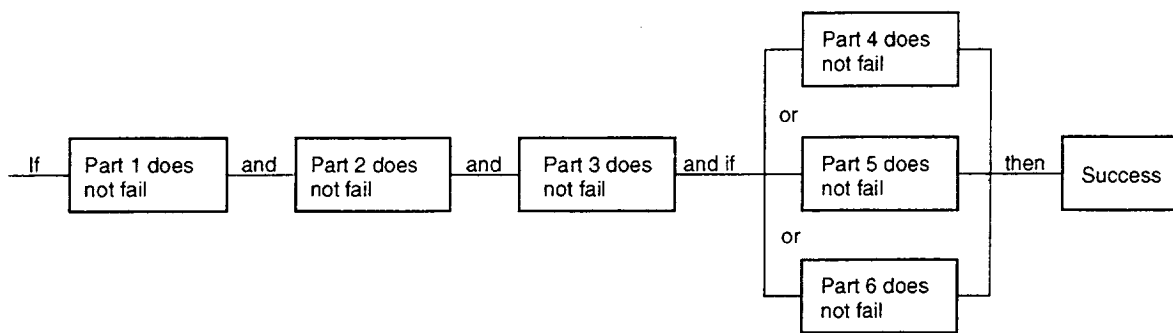 If
Part 1 does
not fail
and
Part 2 does
not fail
and
Part 3 does
not fail
and if
Part 4 does
not fail
or
Part 5 does
not fail
or
Part 6 does
not fail
then
Success